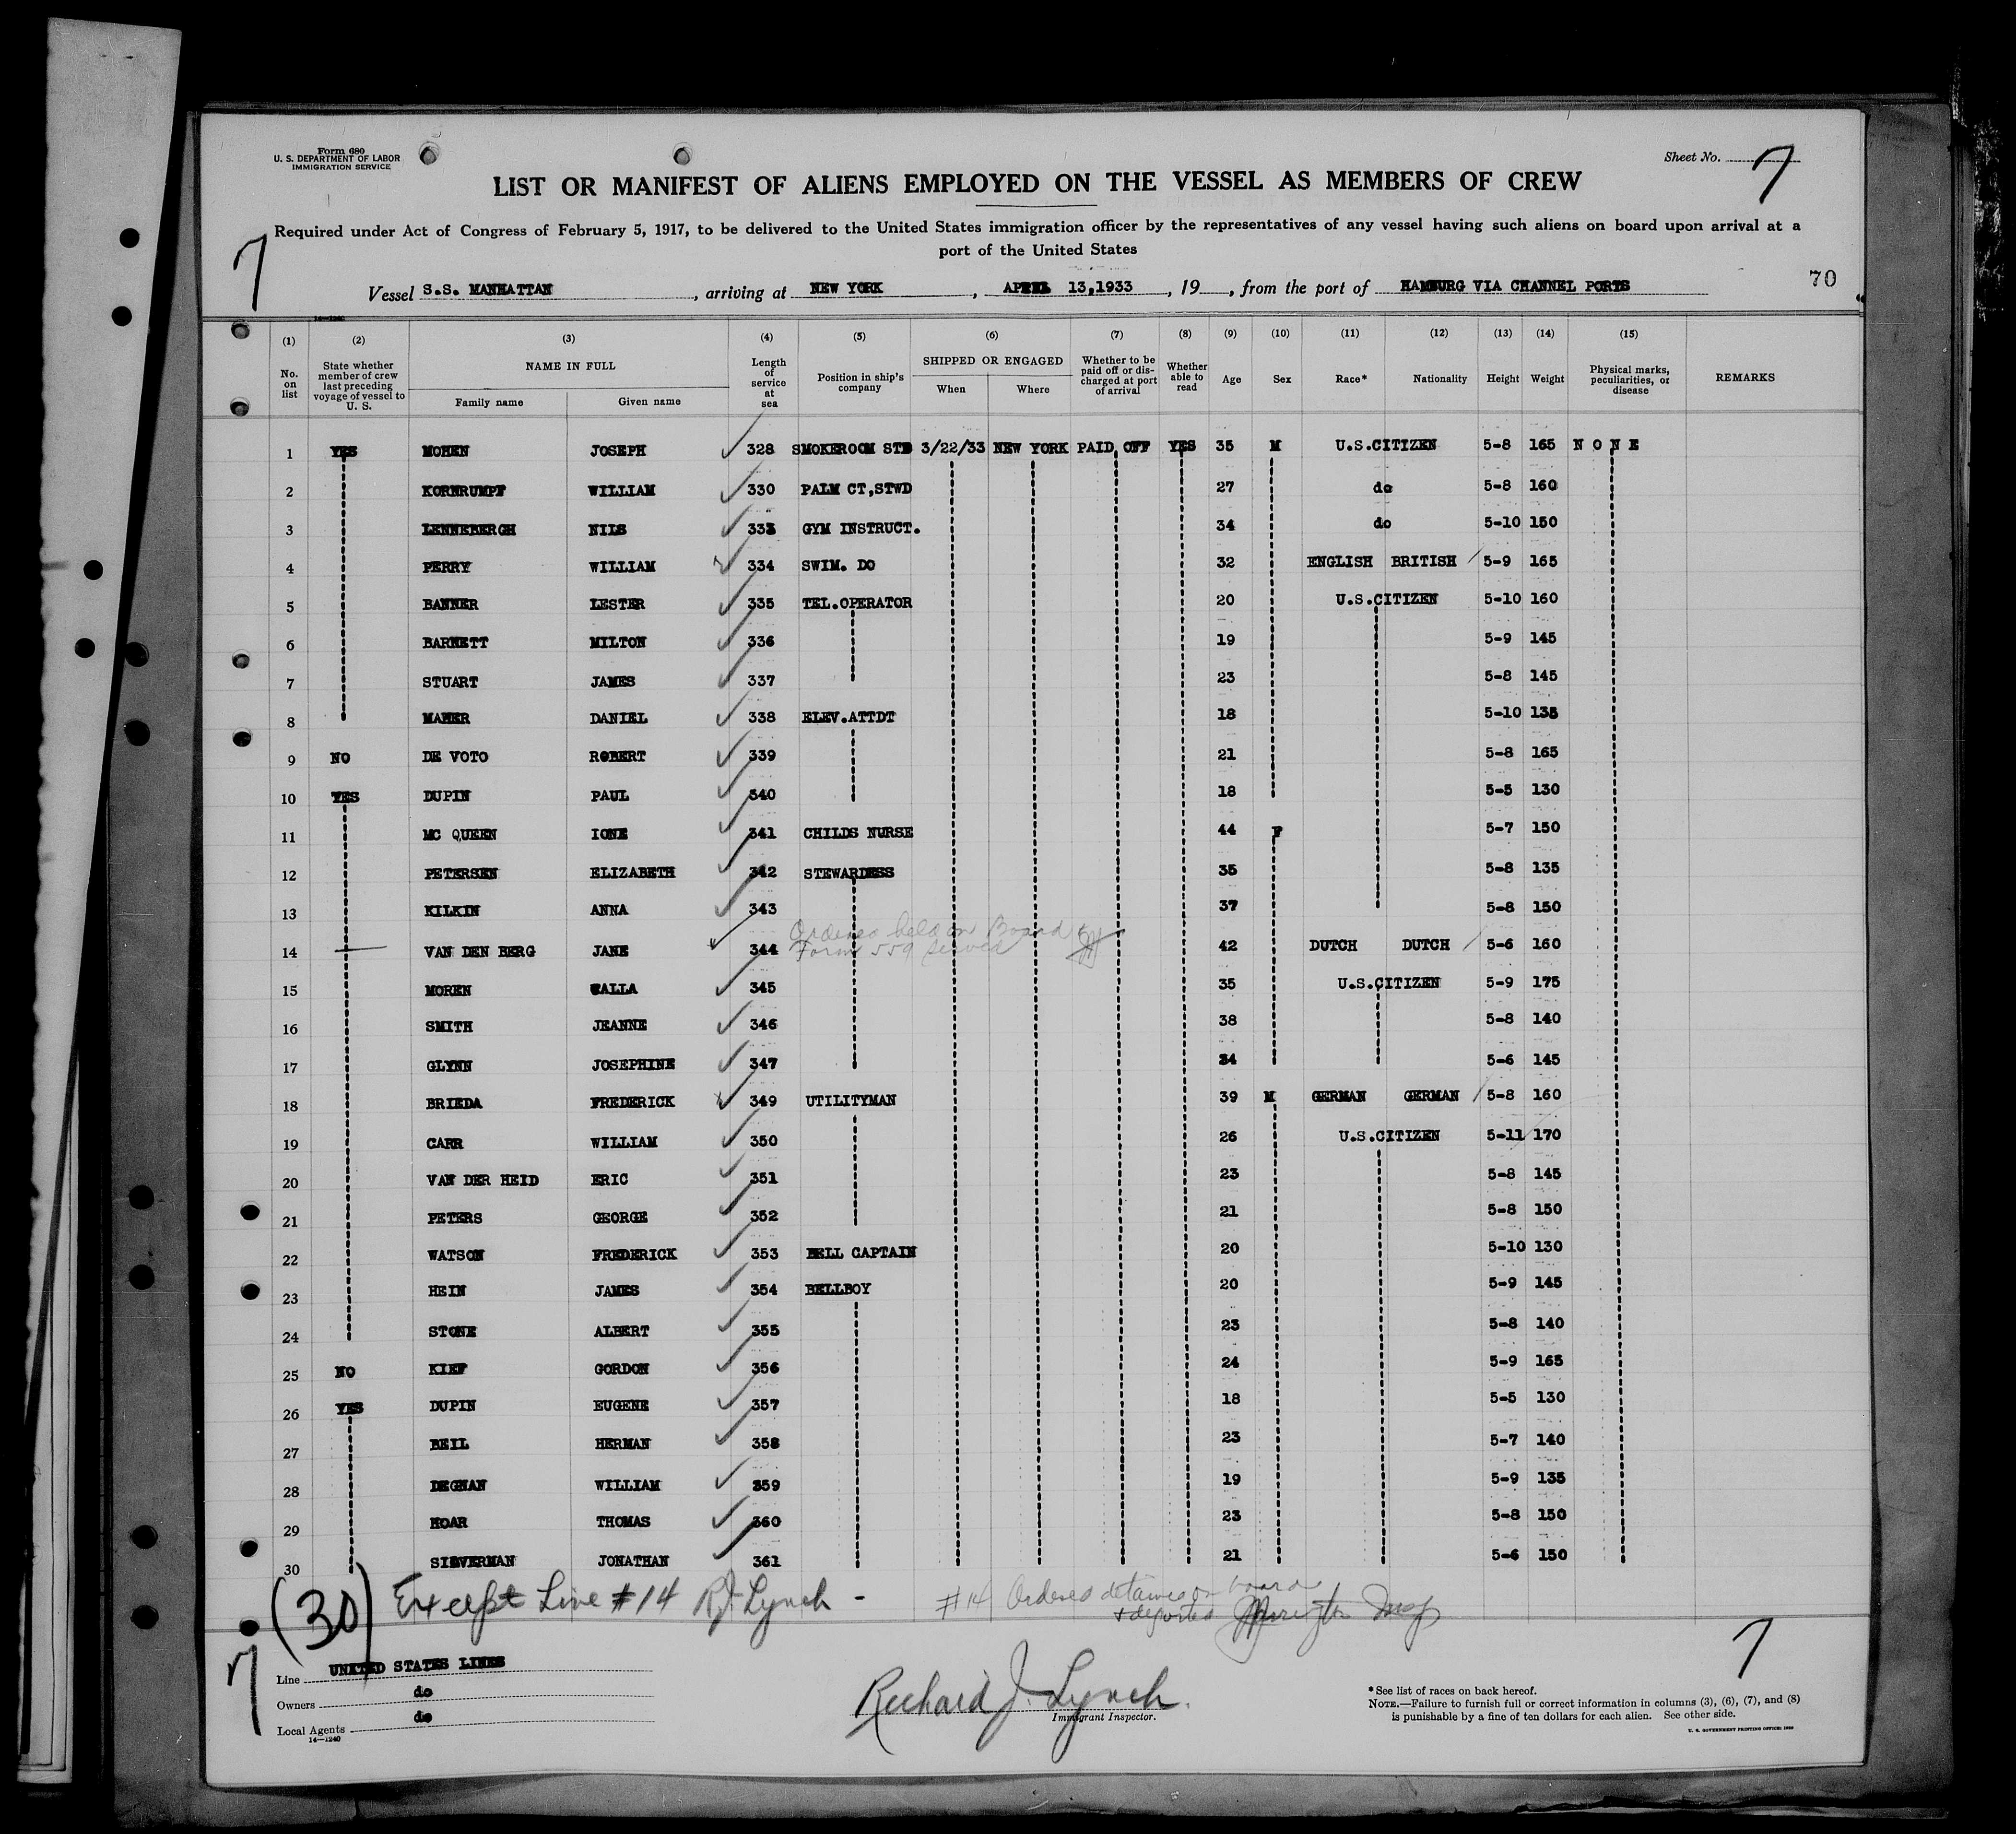 Form 680
U. S. DEPARTMENT OF LABOR
IMMIGRATION SERVICE
Sheet No. 7
LIST OR MANIFEST OF ALIENS EMPLOYED ON THE VESSEL AS MEMBERS OF CREW
Required under Act of Congress of February 5, 1917, to be delivered to the United States immigration officer by the representatives of any vessel having such aliens on board upon arrival at a
port of the United States
7
Vessel S.S. MANHATTAN, arriving at NEW YORK, APRIL 13,1933, 19, from the port of HAMBURG VIA CHANNEL PORTS
70
14-1240
(1) (2) (3) (4) (5) (6) (7) (8) (9) (10) (11) (12) (13) (14) (15)
No. on list State whether member of crew last preceding voyage of vessel to U. S. NAME IN FULL Length of service at sea Position in ship's company SHIPPED OR ENGAGED Whether to be paid off or discharged at port of arrival Whether able to read Age Sex Race* Nationality Height Weight Physical marks, peculiarities, or disease REMARKS
Family name Given name When Where
1 YES MOHEN JOSEPH 328 SMOKEROOM STD 3/22/33 NEW YORK PAID OFF YES 35 M U.S.CITIZEN 5-8 165 N O N E
2 KORNRUMPF WILLIAM 330 PALM CT,STWD 27 do 5-8 160
3 LENNEBERGH NILS 333 GYM INSTRUCT. 34 do 5-10 150
4 PERRY WILLIAM 334 SWIM. DO 32 ENGLISH BRITISH 5-9 165
5 BANNER LESTER 335 TEL.OPERATOR 20 U.S.CITIZEN 5-10 160
6 BARNETT MILTON 336 19 5-9 145
7 STUART JAMES 337 23 5-8 145
8 MAHER DANIEL 338 ELEV.ATTDT 18 5-10 135
9 NO DE VOTO ROBERT 339 21 5-8 165
10 YES DUPIN PAUL 340 18 5-5 130
11 MC QUEEN IONE 341 CHILDS NURSE 44 F 5-7 150
12 PETERSEN ELIZABETH 342 STEWARDESS 35 5-8 135
13 KILKIN ANNA 343 37 5-8 150
Ordered held on Board
14 VAN DEN BERG JANE 344 Form 559 served 42 DUTCH DUTCH 5-6 160
15 MOREN WALLA 345 35 U.S.CITIZEN 5-9 175
16 SMITH JEANNE 346 38 5-8 140
17 GLYNN JOSEPHINE 347 34 5-6 145
18 BRIEDA FREDERICK 349 UTILITYMAN 39 M GERMAN GERMAN 5-8 160
19 CARR WILLIAM 350 26 U.S.CITIZEN 5-11 170
20 VAN DER HEID ERIC 351 23 5-8 145
21 PETERS GEORGE 352 21 5-8 150
22 WATSON FREDERICK 353 BELL CAPTAIN 20 5-10 130
23 HEIN JAMES 354 BELLBOY 20 5-9 145
24 STONE ALBERT 355 23 5-8 140
25 NO KIEF GORDON 356 24 5-9 165
26 YES DUPIN EUGENE 357 18 5-5 130
27 BEIL HERMAN 358 23 5-7 140
28 DEGNAN WILLIAM 359 19 5-9 135
29 HOAR THOMAS 360 23 5-8 150
30 SILVERMAN JONATHAN 361 21 5-6 150
(30) Except Line #14 RJ Lynch - #14 Ordered detained on board
+ deported
7 7
Line UNITED STATES LINES
Owners do
Local Agents do
14-1240
Richard J. Lynch.
Immigrant Inspector.
*See list of races on back hereof.
NOTE.—Failure to furnish full or correct information in columns (3), (6), (7), and (8)
is punishable by a fine of ten dollars for each alien. See other side.